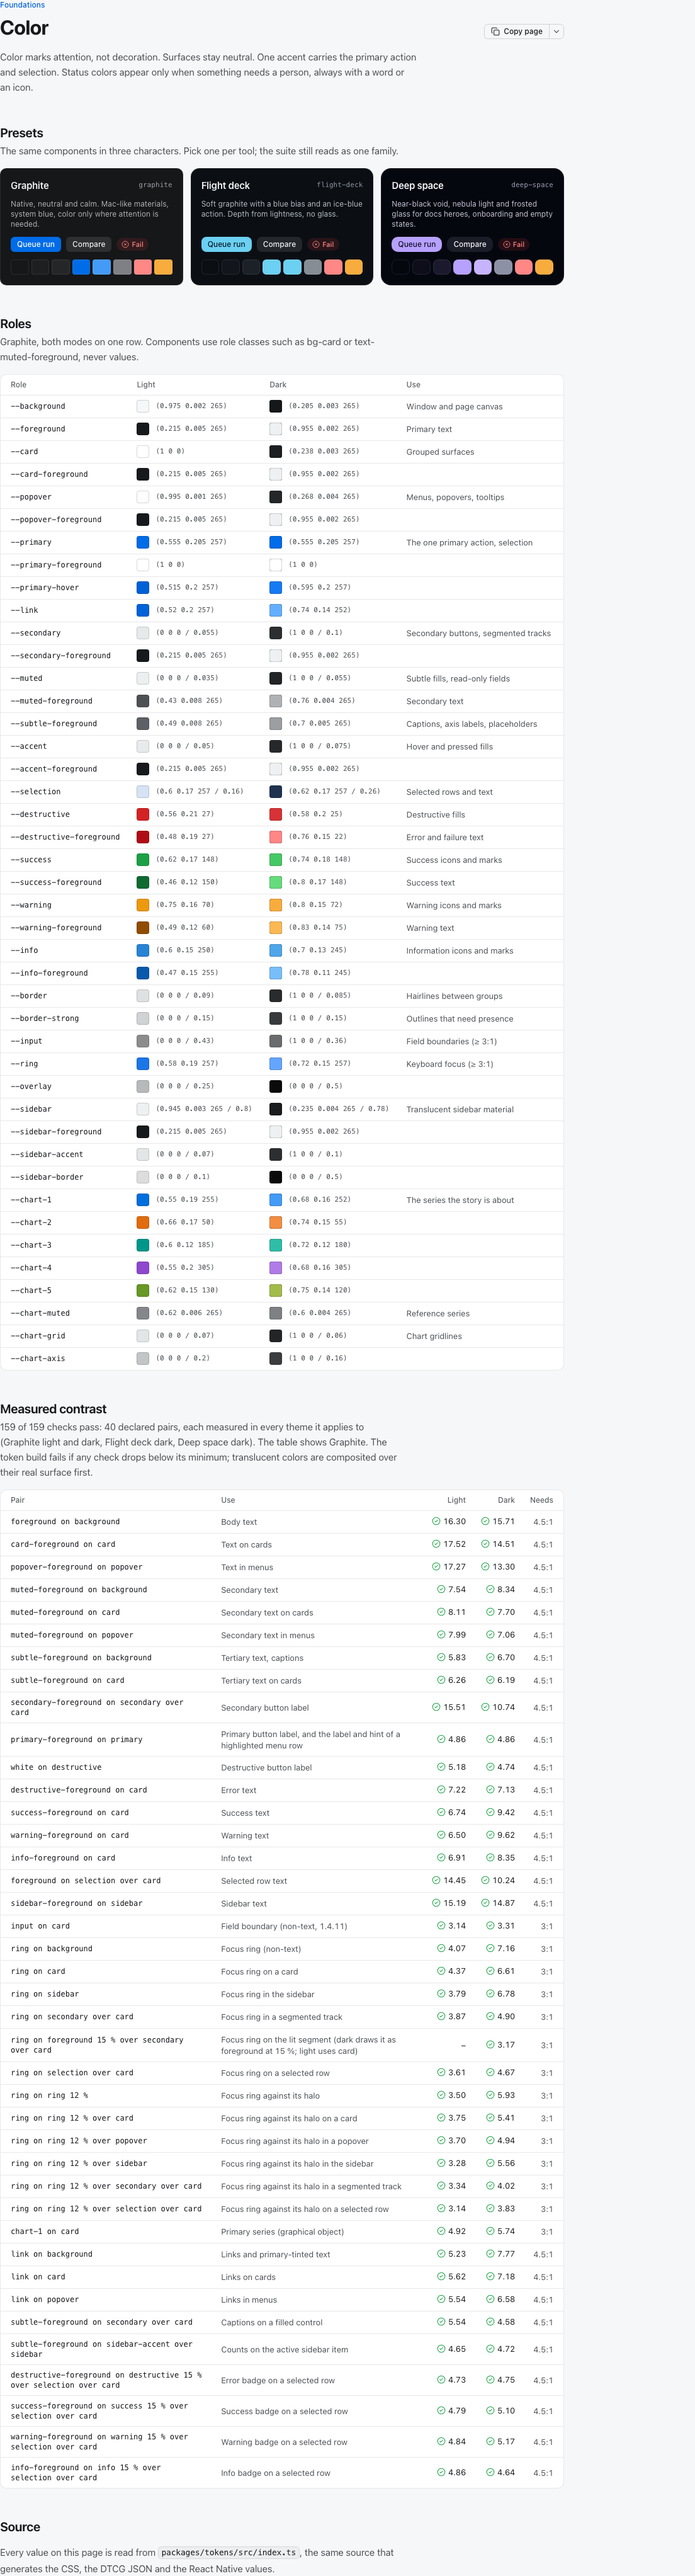 Foundations
Color
Copy page
Color marks attention, not decoration. Surfaces stay neutral. One accent carries the primary action
and selection. Status colors appear only when something needs a person, always with a word or
an icon.
Presets
The same components in three characters. Pick one per tool; the suite still reads as one family.
Graphite graphite
Native, neutral and calm. Mac-like materials,
system blue, color only where attention is
needed.
Queue run Compare Fail
Flight deck flight-deck
Soft graphite with a blue bias and an ice-blue
action. Depth from lightness, no glass.
Queue run Compare Fail
Deep space deep-space
Near-black void, nebula light and frosted
glass for docs heroes, onboarding and empty
states.
Queue run Compare Fail
Roles
Graphite, both modes on one row. Components use role classes such as bg-card or text-
muted-foreground, never values.
Role Light Dark Use
--background (0.975 0.002 265) (0.205 0.003 265) Window and page canvas
--foreground (0.215 0.005 265) (0.955 0.002 265) Primary text
--card (1 0 0) (0.238 0.003 265) Grouped surfaces
--card-foreground (0.215 0.005 265) (0.955 0.002 265)
--popover (0.995 0.001 265) (0.268 0.004 265) Menus, popovers, tooltips
--popover-foreground (0.215 0.005 265) (0.955 0.002 265)
--primary (0.555 0.205 257) (0.555 0.205 257) The one primary action, selection
--primary-foreground (1 0 0) (1 0 0)
--primary-hover (0.515 0.2 257) (0.595 0.2 257)
--link (0.52 0.2 257) (0.74 0.14 252)
--secondary (0 0 0 / 0.055) (1 0 0 / 0.1) Secondary buttons, segmented tracks
--secondary-foreground (0.215 0.005 265) (0.955 0.002 265)
--muted (0 0 0 / 0.035) (1 0 0 / 0.055) Subtle fills, read-only fields
--muted-foreground (0.43 0.008 265) (0.76 0.004 265) Secondary text
--subtle-foreground (0.49 0.008 265) (0.7 0.005 265) Captions, axis labels, placeholders
--accent (0 0 0 / 0.05) (1 0 0 / 0.075) Hover and pressed fills
--accent-foreground (0.215 0.005 265) (0.955 0.002 265)
--selection (0.6 0.17 257 / 0.16) (0.62 0.17 257 / 0.26) Selected rows and text
--destructive (0.56 0.21 27) (0.58 0.2 25) Destructive fills
--destructive-foreground (0.48 0.19 27) (0.76 0.15 22) Error and failure text
--success (0.62 0.17 148) (0.74 0.18 148) Success icons and marks
--success-foreground (0.46 0.12 150) (0.8 0.17 148) Success text
--warning (0.75 0.16 70) (0.8 0.15 72) Warning icons and marks
--warning-foreground (0.49 0.12 60) (0.83 0.14 75) Warning text
--info (0.6 0.15 250) (0.7 0.13 245) Information icons and marks
--info-foreground (0.47 0.15 255) (0.78 0.11 245)
--border (0 0 0 / 0.09) (1 0 0 / 0.085) Hairlines between groups
--border-strong (0 0 0 / 0.15) (1 0 0 / 0.15) Outlines that need presence
--input (0 0 0 / 0.43) (1 0 0 / 0.36) Field boundaries (≥ 3:1)
--ring (0.58 0.19 257) (0.72 0.15 257) Keyboard focus (≥ 3:1)
--overlay (0 0 0 / 0.25) (0 0 0 / 0.5)
--sidebar (0.945 0.003 265 / 0.8) (0.235 0.004 265 / 0.78) Translucent sidebar material
--sidebar-foreground (0.215 0.005 265) (0.955 0.002 265)
--sidebar-accent (0 0 0 / 0.07) (1 0 0 / 0.1)
--sidebar-border (0 0 0 / 0.1) (0 0 0 / 0.5)
--chart-1 (0.55 0.19 255) (0.68 0.16 252) The series the story is about
--chart-2 (0.66 0.17 50) (0.74 0.15 55)
--chart-3 (0.6 0.12 185) (0.72 0.12 180)
--chart-4 (0.55 0.2 305) (0.68 0.16 305)
--chart-5 (0.62 0.15 130) (0.75 0.14 120)
--chart-muted (0.62 0.006 265) (0.6 0.004 265) Reference series
--chart-grid (0 0 0 / 0.07) (1 0 0 / 0.06) Chart gridlines
--chart-axis (0 0 0 / 0.2) (1 0 0 / 0.16)
Measured contrast
159 of 159 checks pass: 40 declared pairs, each measured in every theme it applies to
(Graphite light and dark, Flight deck dark, Deep space dark). The table shows Graphite. The
token build fails if any check drops below its minimum; translucent colors are composited over
their real surface first.
Pair Use Light Dark Needs
foreground on background Body text 16.30 15.71 4.5:1
card-foreground on card Text on cards 17.52 14.51 4.5:1
popover-foreground on popover Text in menus 17.27 13.30 4.5:1
muted-foreground on background Secondary text 7.54 8.34 4.5:1
muted-foreground on card Secondary text on cards 8.11 7.70 4.5:1
muted-foreground on popover Secondary text in menus 7.99 7.06 4.5:1
subtle-foreground on background Tertiary text, captions 5.83 6.70 4.5:1
subtle-foreground on card Tertiary text on cards 6.26 6.19 4.5:1
secondary-foreground on secondary over
card Secondary button label 15.51 10.74 4.5:1
primary-foreground on primary Primary button label, and the label and hint of a
highlighted menu row 4.86 4.86 4.5:1
white on destructive Destructive button label 5.18 4.74 4.5:1
destructive-foreground on card Error text 7.22 7.13 4.5:1
success-foreground on card Success text 6.74 9.42 4.5:1
warning-foreground on card Warning text 6.50 9.62 4.5:1
info-foreground on card Info text 6.91 8.35 4.5:1
foreground on selection over card Selected row text 14.45 10.24 4.5:1
sidebar-foreground on sidebar Sidebar text 15.19 14.87 4.5:1
input on card Field boundary (non-text, 1.4.11) 3.14 3.31 3:1
ring on background Focus ring (non-text) 4.07 7.16 3:1
ring on card Focus ring on a card 4.37 6.61 3:1
ring on sidebar Focus ring in the sidebar 3.79 6.78 3:1
ring on secondary over card Focus ring in a segmented track 3.87 4.90 3:1
ring on foreground 15 % over secondary
over card Focus ring on the lit segment (dark draws it as
foreground at 15 %; light uses card) – 3.17 3:1
ring on selection over card Focus ring on a selected row 3.61 4.67 3:1
ring on ring 12 % Focus ring against its halo 3.50 5.93 3:1
ring on ring 12 % over card Focus ring against its halo on a card 3.75 5.41 3:1
ring on ring 12 % over popover Focus ring against its halo in a popover 3.70 4.94 3:1
ring on ring 12 % over sidebar Focus ring against its halo in the sidebar 3.28 5.56 3:1
ring on ring 12 % over secondary over card Focus ring against its halo in a segmented track 3.34 4.02 3:1
ring on ring 12 % over selection over card Focus ring against its halo on a selected row 3.14 3.83 3:1
chart-1 on card Primary series (graphical object) 4.92 5.74 3:1
link on background Links and primary-tinted text 5.23 7.77 4.5:1
link on card Links on cards 5.62 7.18 4.5:1
link on popover Links in menus 5.54 6.58 4.5:1
subtle-foreground on secondary over card Captions on a filled control 5.54 4.58 4.5:1
subtle-foreground on sidebar-accent over
sidebar Counts on the active sidebar item 4.65 4.72 4.5:1
destructive-foreground on destructive 15 %
over selection over card Error badge on a selected row 4.73 4.75 4.5:1
success-foreground on success 15 % over
selection over card Success badge on a selected row 4.79 5.10 4.5:1
warning-foreground on warning 15 % over
selection over card Warning badge on a selected row 4.84 5.17 4.5:1
info-foreground on info 15 % over
selection over card Info badge on a selected row 4.86 4.64 4.5:1
Source
Every value on this page is read from packages/tokens/src/index.ts, the same source that
generates the CSS, the DTCG JSON and the React Native values.